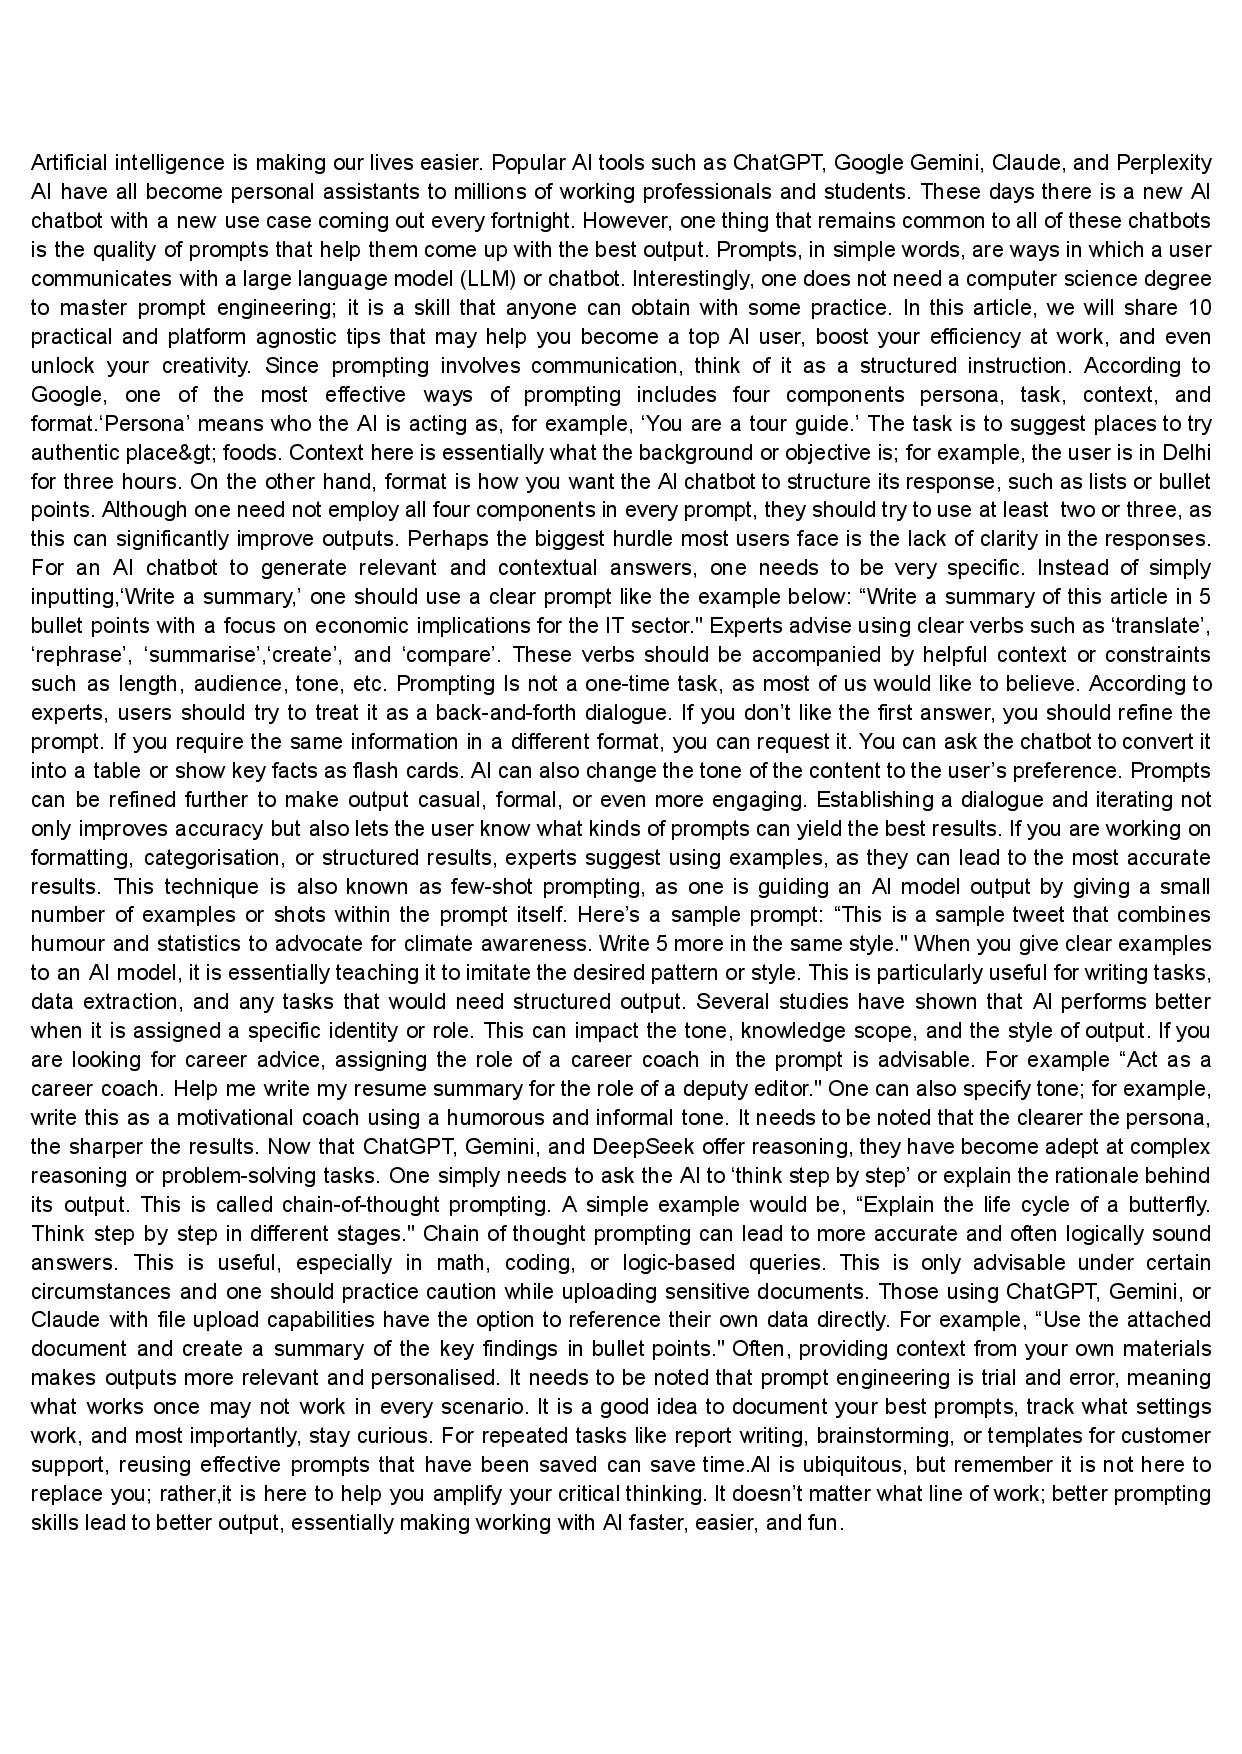 Artificial intelligence is making our lives easier. Popular AI tools such as ChatGPT, Google Gemini, Claude, and Perplexity
AI have all become personal assistants to millions of working professionals and students. These days there is a new AI
chatbot with a new use case coming out every fortnight. However, one thing that remains common to all of these chatbots
is the quality of prompts that help them come up with the best output. Prompts, in simple words, are ways in which a user
communicates with a large language model (LLM) or chatbot. Interestingly, one does not need a computer science degree
to master prompt engineering; it is a skill that anyone can obtain with some practice. In this article, we will share 10
practical and platform agnostic tips that may help you become a top AI user, boost your efficiency at work, and even
unlock your creativity. Since prompting involves communication, think of it as a structured instruction. According to
Google, one of the most effective ways of prompting includes four components persona, task, context, and
format.‘Persona’ means who the AI is acting as, for example, ‘You are a tour guide.’ The task is to suggest places to try
authentic place&gt; foods. Context here is essentially what the background or objective is; for example, the user is in Delhi
for three hours. On the other hand, format is how you want the AI chatbot to structure its response, such as lists or bullet
points. Although one need not employ all four components in every prompt, they should try to use at least  two or three, as
this can significantly improve outputs. Perhaps the biggest hurdle most users face is the lack of clarity in the responses.
For an AI chatbot to generate relevant and contextual answers, one needs to be very specific. Instead of simply
inputting,‘Write a summary,’ one should use a clear prompt like the example below: “Write a summary of this article in 5
bullet points with a focus on economic implications for the IT sector." Experts advise using clear verbs such as ‘translate’,
‘rephrase’, ‘summarise’,‘create’, and ‘compare’. These verbs should be accompanied by helpful context or constraints
such as length, audience, tone, etc. Prompting Is not a one-time task, as most of us would like to believe. According to
experts, users should try to treat it as a back-and-forth dialogue. If you don’t like the first answer, you should refine the
prompt. If you require the same information in a different format, you can request it. You can ask the chatbot to convert it
into a table or show key facts as flash cards. AI can also change the tone of the content to the user’s preference. Prompts
can be refined further to make output casual, formal, or even more engaging. Establishing a dialogue and iterating not
only improves accuracy but also lets the user know what kinds of prompts can yield the best results. If you are working on
formatting, categorisation, or structured results, experts suggest using examples, as they can lead to the most accurate
results. This technique is also known as few-shot prompting, as one is guiding an AI model output by giving a small
number of examples or shots within the prompt itself. Here’s a sample prompt: “This is a sample tweet that combines
humour and statistics to advocate for climate awareness. Write 5 more in the same style." When you give clear examples
to an AI model, it is essentially teaching it to imitate the desired pattern or style. This is particularly useful for writing tasks,
data extraction, and any tasks that would need structured output. Several studies have shown that AI performs better
when it is assigned a specific identity or role. This can impact the tone, knowledge scope, and the style of output. If you
are looking for career advice, assigning the role of a career coach in the prompt is advisable. For example “Act as a
career coach. Help me write my resume summary for the role of a deputy editor." One can also specify tone; for example,
write this as a motivational coach using a humorous and informal tone. It needs to be noted that the clearer the persona,
the sharper the results. Now that ChatGPT, Gemini, and DeepSeek offer reasoning, they have become adept at complex
reasoning or problem-solving tasks. One simply needs to ask the AI to ‘think step by step’ or explain the rationale behind
its output. This is called chain-of-thought prompting. A simple example would be, “Explain the life cycle of a butterfly.
Think step by step in different stages." Chain of thought prompting can lead to more accurate and often logically sound
answers. This is useful, especially in math, coding, or logic-based queries. This is only advisable under certain
circumstances and one should practice caution while uploading sensitive documents. Those using ChatGPT, Gemini, or
Claude with file upload capabilities have the option to reference their own data directly. For example, “Use the attached
document and create a summary of the key findings in bullet points." Often, providing context from your own materials
makes outputs more relevant and personalised. It needs to be noted that prompt engineering is trial and error, meaning
what works once may not work in every scenario. It is a good idea to document your best prompts, track what settings
work, and most importantly, stay curious. For repeated tasks like report writing, brainstorming, or templates for customer
support, reusing effective prompts that have been saved can save time.AI is ubiquitous, but remember it is not here to
replace you; rather,it is here to help you amplify your critical thinking. It doesn’t matter what line of work; better prompting
skills lead to better output, essentially making working with AI faster, easier, and fun.